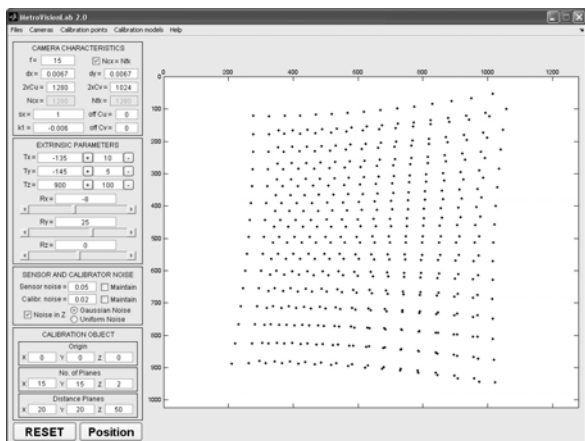 MetroVisionLab 2.0
Files Cameras Calibration points Calibration models Help
CAMERA CHARACTERISTICS
f = 15 Ncx = Nfx
dx = 0.0067 dy = 0.0067
2xCu = 1280 2xCv = 1024
Ncx = 1280 Nfx = 1280
sx = 1 off Cu = 0
k1 = -0.006 off Cv = 0
EXTRINSIC PARAMETERS
Tx = -135 + 10 -
Ty = -145 + 5 -
Tz = 900 + 100 -
Rx = -8
Ry = 25
Rz = 0
SENSOR AND CALIBRATOR NOISE
Sensor noise = 0.05 Maintain
Calibr. noise = 0.02 Maintain
Noise in Z Gaussian Noise
Uniform Noise
CALIBRATION OBJECT
Origin
X 0 Y 0 Z 0
No. of Planes
X 15 Y 15 Z 2
Distance Planes
X 20 Y 20 Z 50
RESET Position
0 200 400 600 800 1000 1200
0
100
200
300
400
500
600
700
800
900
1000